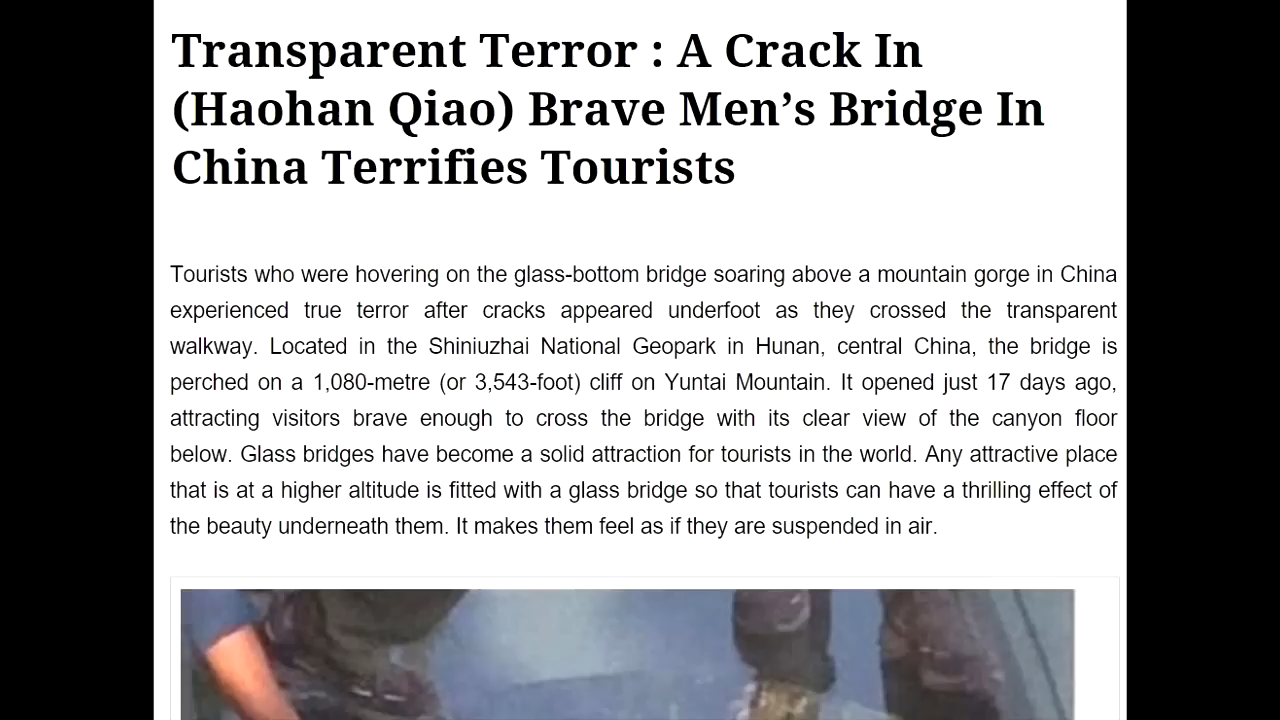 Transparent Terror : A Crack In
(Haohan Qiao) Brave Men’s Bridge In
China Terrifies Tourists
Tourists who were hovering on the glass-bottom bridge soaring above a mountain gorge in China
experienced true terror after cracks appeared underfoot as they crossed the transparent
walkway. Located in the Shiniuzhai National Geopark in Hunan, central China, the bridge is
perched on a 1,080-metre (or 3,543-foot) cliff on Yuntai Mountain. It opened just 17 days ago,
attracting visitors brave enough to cross the bridge with its clear view of the canyon floor
below. Glass bridges have become a solid attraction for tourists in the world. Any attractive place
that is at a higher altitude is fitted with a glass bridge so that tourists can have a thrilling effect of
the beauty underneath them. It makes them feel as if they are suspended in air.